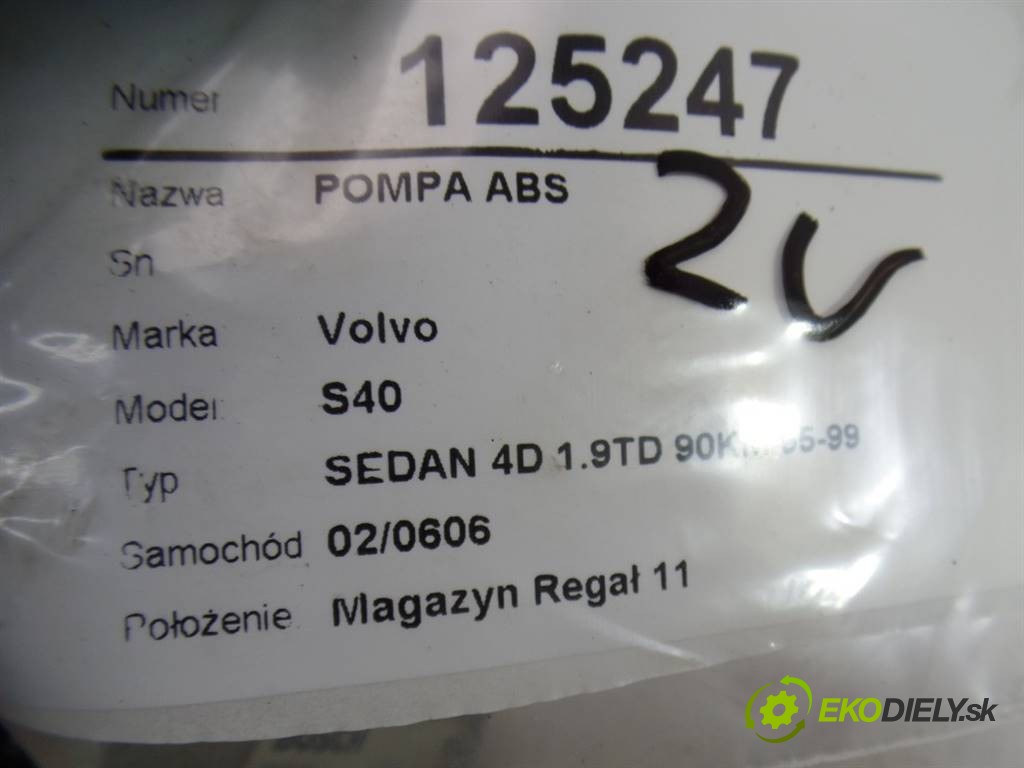 Numer 125247
Nazwa POMPA ABS
Sn
Marka Volvo
Model S40
Typ SEDAN 4D 1.9TD 90KM 95-99
Samochód 02/0606
Położenie Magazyn Regał 11
EKODIELY.sk